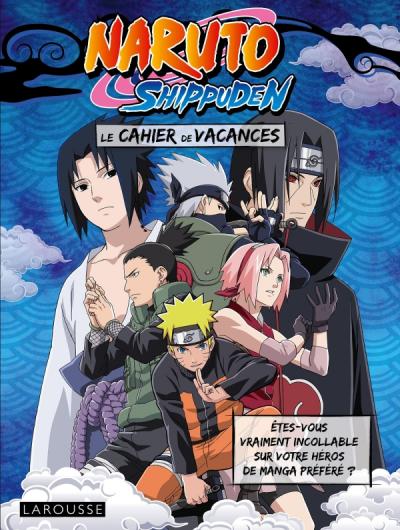 NARUTO
SHIPPUDEN
LE CAHIER DE VACANCES
ÊTES-VOUS
VRAIMENT INCOLLABLE
SUR VOTRE HÉROS
DE MANGA PRÉFÉRÉ ?
LAROUSSE